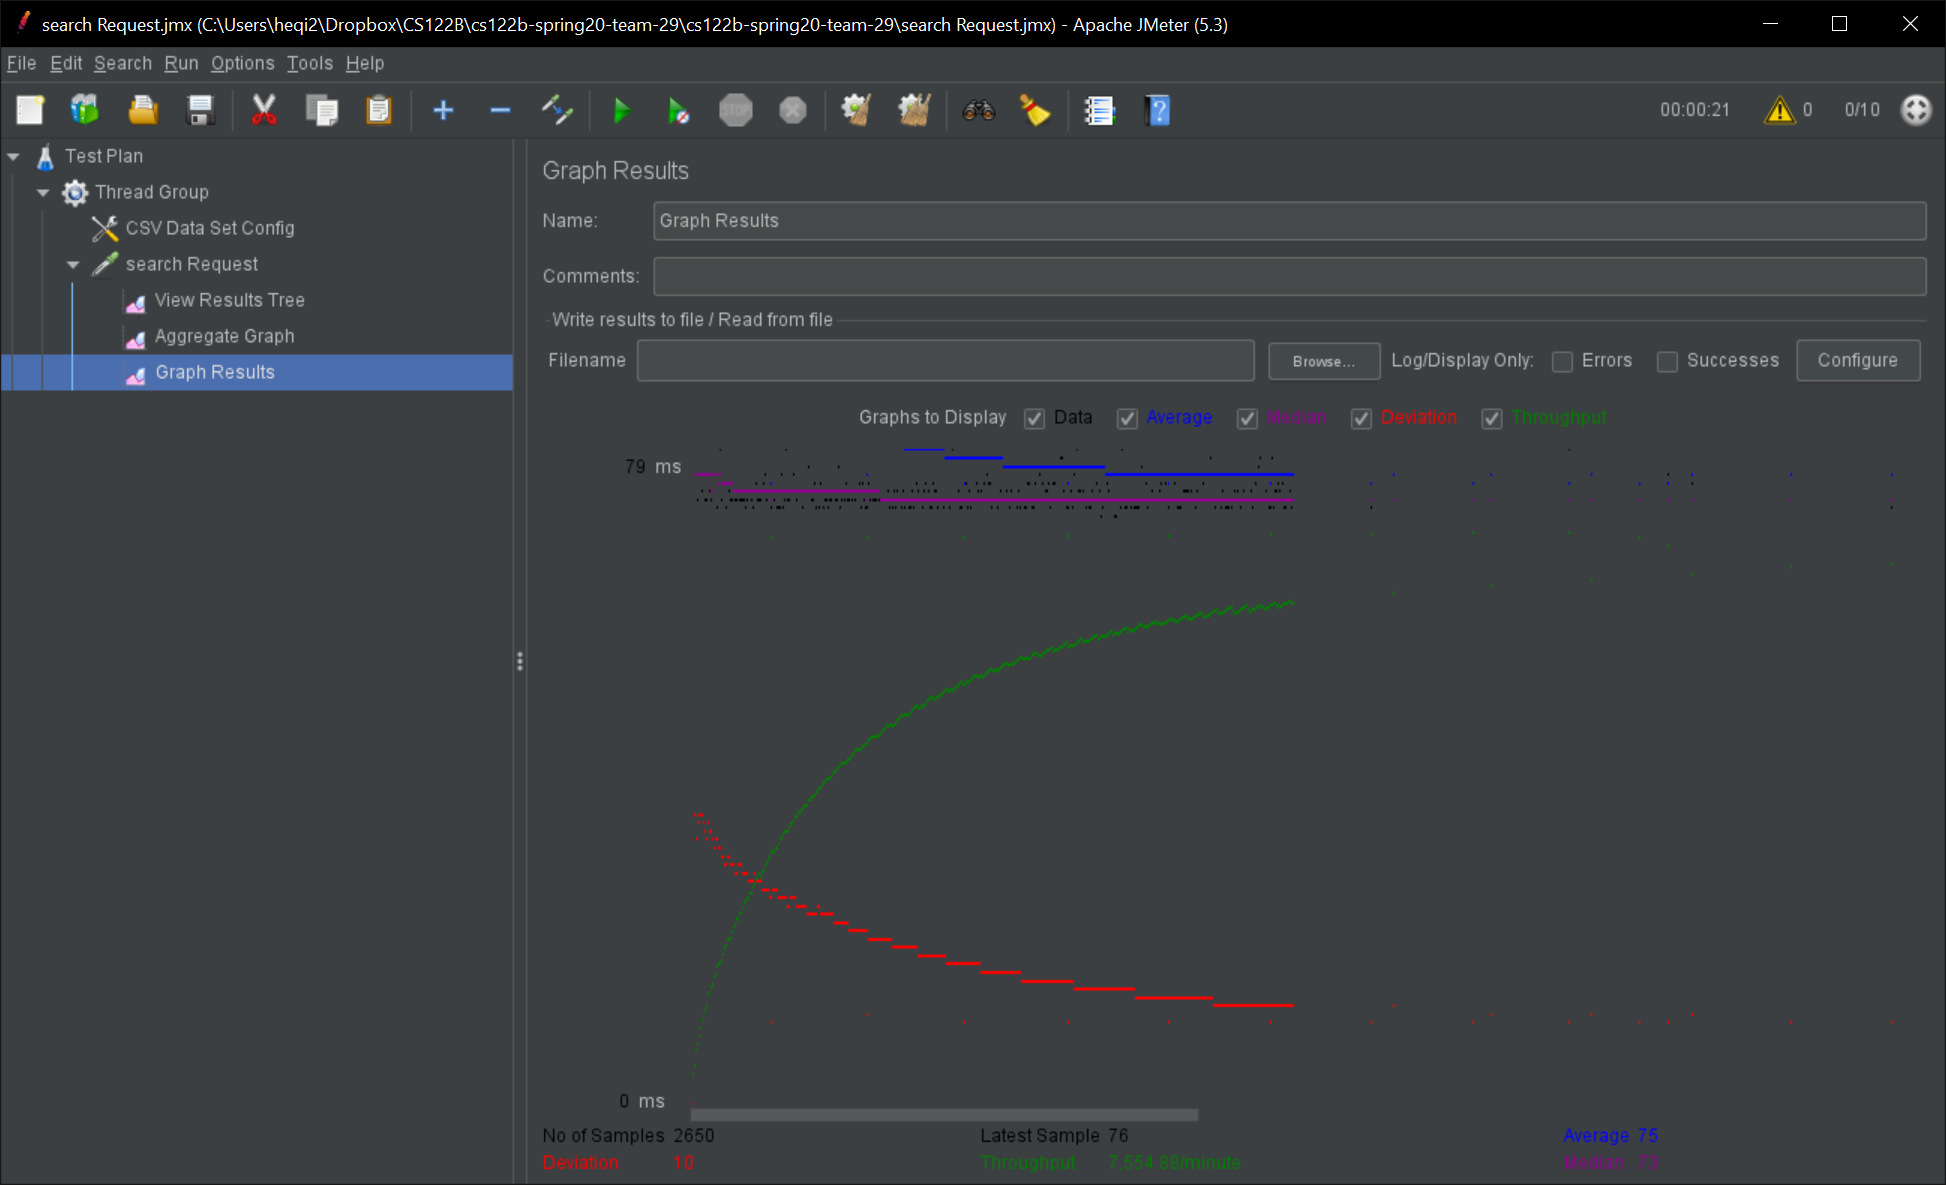 search Request.jmx (C:\Users\heqi2\Dropbox\CS122B\cs122b-spring20-team-29\cs122b-spring20-team-29\search Request.jmx) - Apache JMeter (5.3)
File Edit Search Run Options Tools Help
STOP 00:00:21 0 0/10
Test Plan
Thread Group
CSV Data Set Config
search Request
View Results Tree
Aggregate Graph
Graph Results
Graph Results
Name: Graph Results
Comments:
Write results to file / Read from file
Filename Browse... Log/Display Only: Errors Successes Configure
Graphs to Display Data Average Median Deviation Throughput
79 ms
0 ms
No of Samples 2650 Latest Sample 76 Average 75
Deviation 10 Throughput 7,554.88/minute Median 73